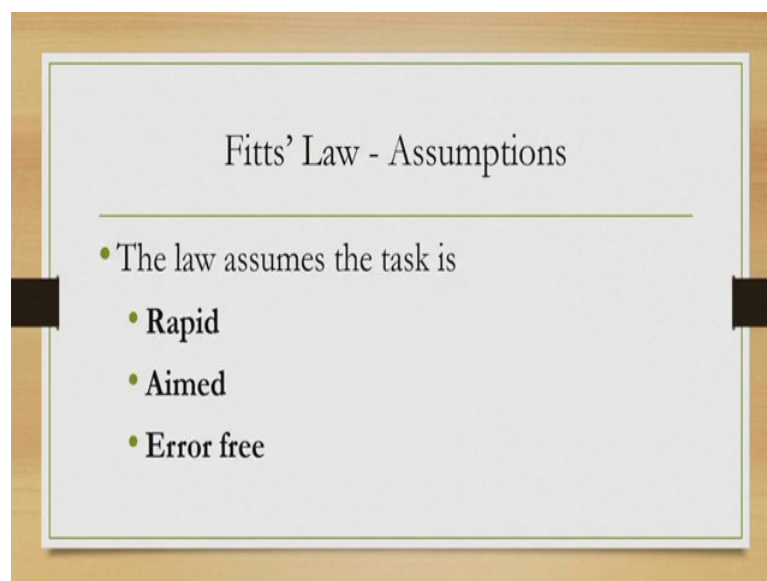 Fitts’ Law - Assumptions
• The law assumes the task is
• Rapid
• Aimed
• Error free